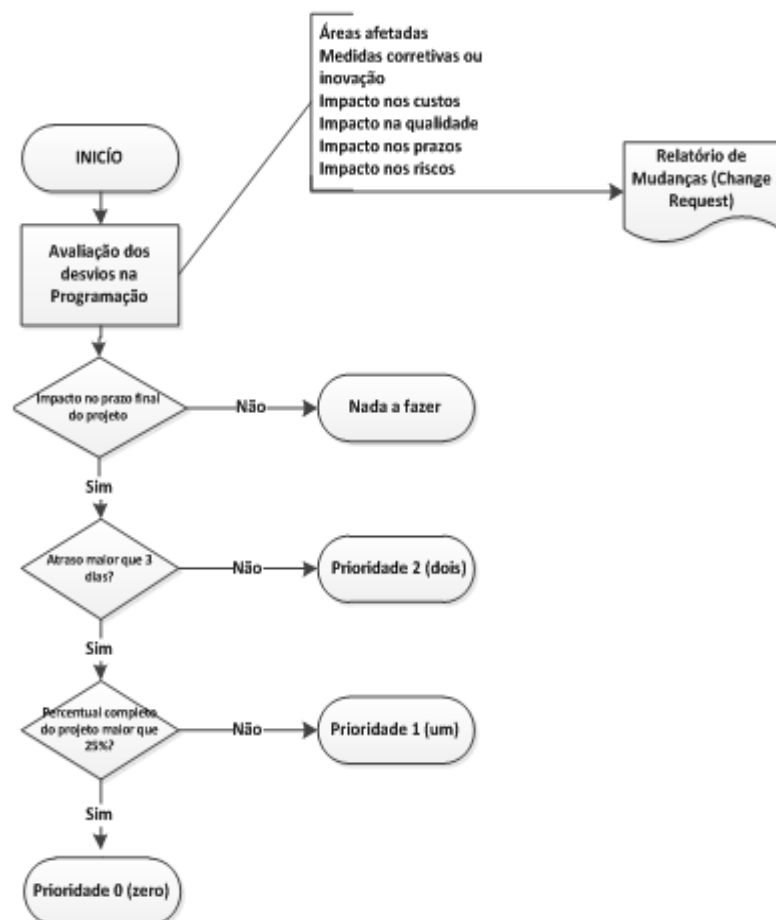 Áreas afetadas
Medidas corretivas ou
inovação
Impacto nos custos
Impacto na qualidade
Impacto nos prazos
Impacto nos riscos
INICÍO
Relatório de
Mudanças (Change
Request)
Avaliação dos
desvios na
Programação
Impacto no prazo final
do projeto
Não
Nada a fazer
Sim
Atraso maior que 3
dias?
Não
Prioridade 2 (dois)
Sim
Percentual completo
do projeto maior que
25%?
Não
Prioridade 1 (um)
Sim
Prioridade 0 (zero)